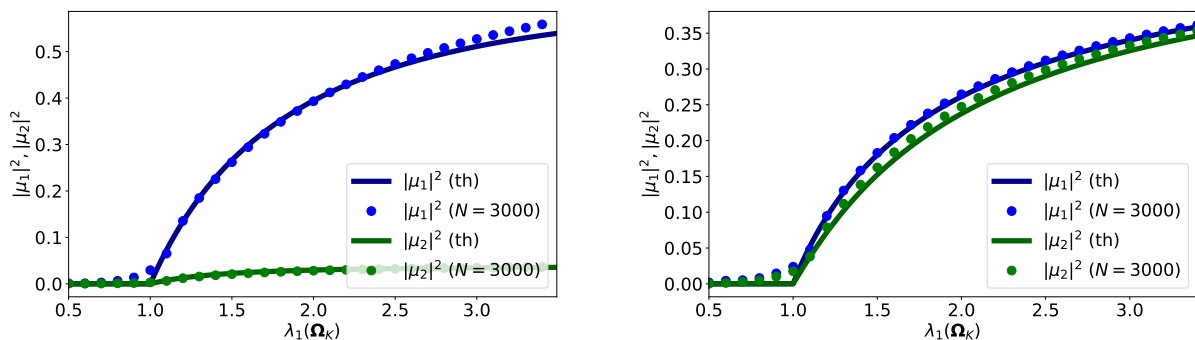 |μ₁|², |μ₂|²
0.5
0.4
0.3
0.2
0.1
0.0
|μ₁|² (th)
|μ₁|² (N = 3000)
|μ₂|² (th)
|μ₂|² (N = 3000)
0.5 1.0 1.5 2.0 2.5 3.0
λ₁(Ω_K)
|μ₁|², |μ₂|²
0.35
0.30
0.25
0.20
0.15
0.10
0.05
0.00
|μ₁|² (th)
|μ₁|² (N = 3000)
|μ₂|² (th)
|μ₂|² (N = 3000)
0.5 1.0 1.5 2.0 2.5 3.0
λ₁(Ω_K)